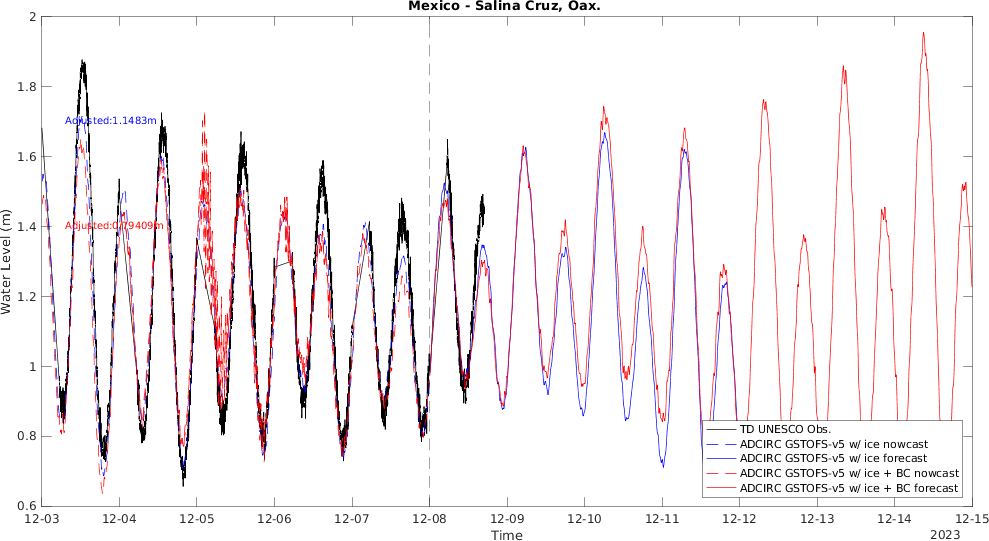 Mexico - Salina Cruz, Oax.
Water Level (m)
2
1.8
1.6
1.4
1.2
1
0.8
0.6
Adjusted:1.1483m
Adjusted:0.79409m
TD UNESCO Obs.
ADCIRC GSTOFS-v5 w/ ice nowcast
ADCIRC GSTOFS-v5 w/ ice forecast
ADCIRC GSTOFS-v5 w/ ice + BC nowcast
ADCIRC GSTOFS-v5 w/ ice + BC forecast
12-03 12-04 12-05 12-06 12-07 12-08 12-09 12-10 12-11 12-12 12-13 12-14 12-15
Time
2023